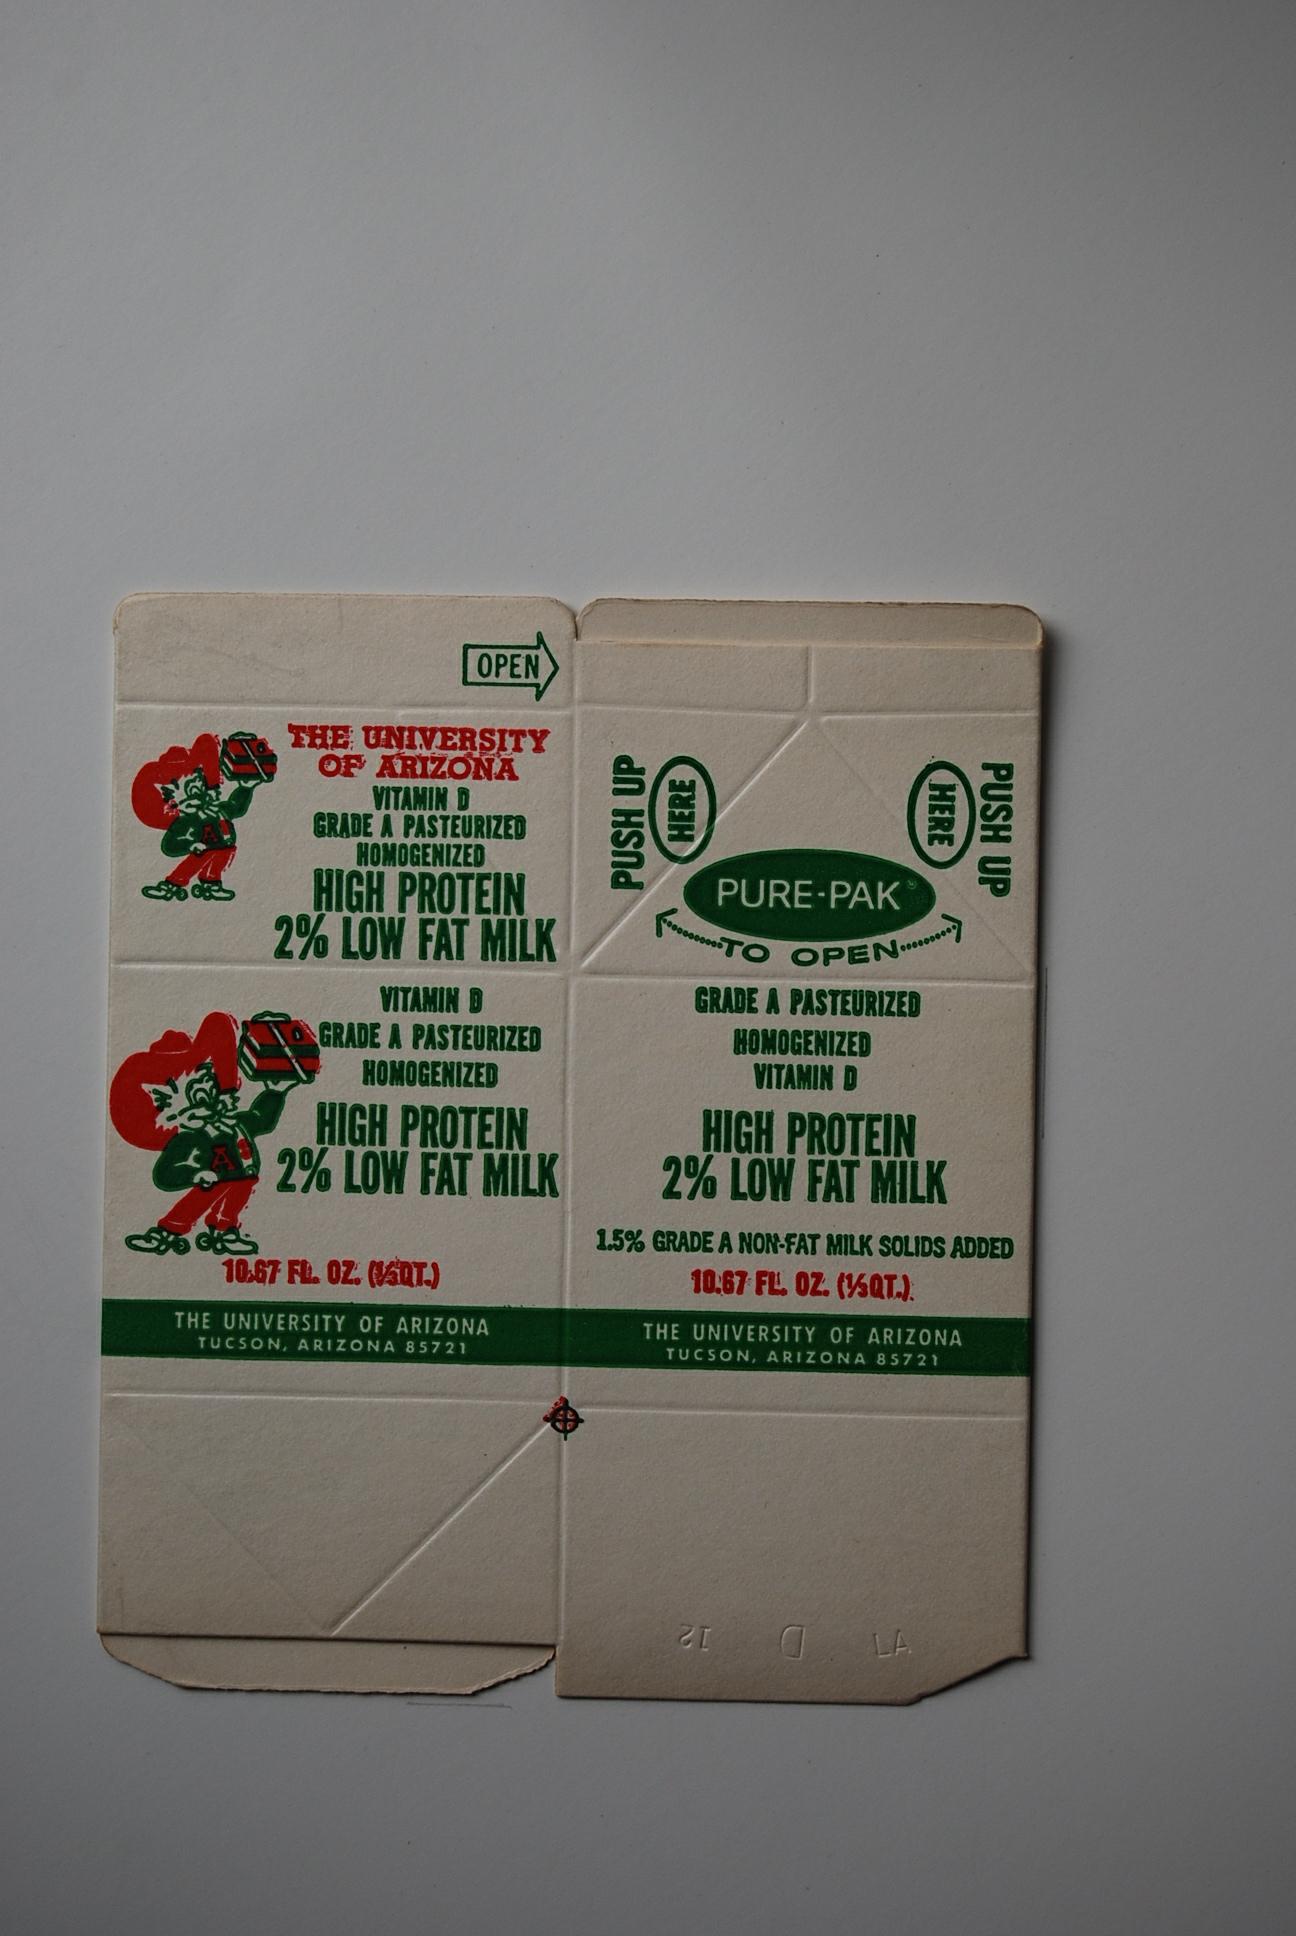 OPEN
THE UNIVERSITY
OF ARIZONA
VITAMIN D
GRADE A PASTEURIZED
HOMOGENIZED
HIGH PROTEIN
2% LOW FAT MILK
A
VITAMIN D
GRADE A PASTEURIZED
HOMOGENIZED
HIGH PROTEIN
2% LOW FAT MILK
A
10.67 FL. OZ. (⅓QT.)
THE UNIVERSITY OF ARIZONA
TUCSON, ARIZONA 85721
PUSH UP
HERE
HERE
PUSH UP
PURE-PAK®
TO OPEN
GRADE A PASTEURIZED
HOMOGENIZED
VITAMIN D
HIGH PROTEIN
2% LOW FAT MILK
1.5% GRADE A NON-FAT MILK SOLIDS ADDED
10.67 FL. OZ. (⅓QT.)
THE UNIVERSITY OF ARIZONA
TUCSON, ARIZONA 85721